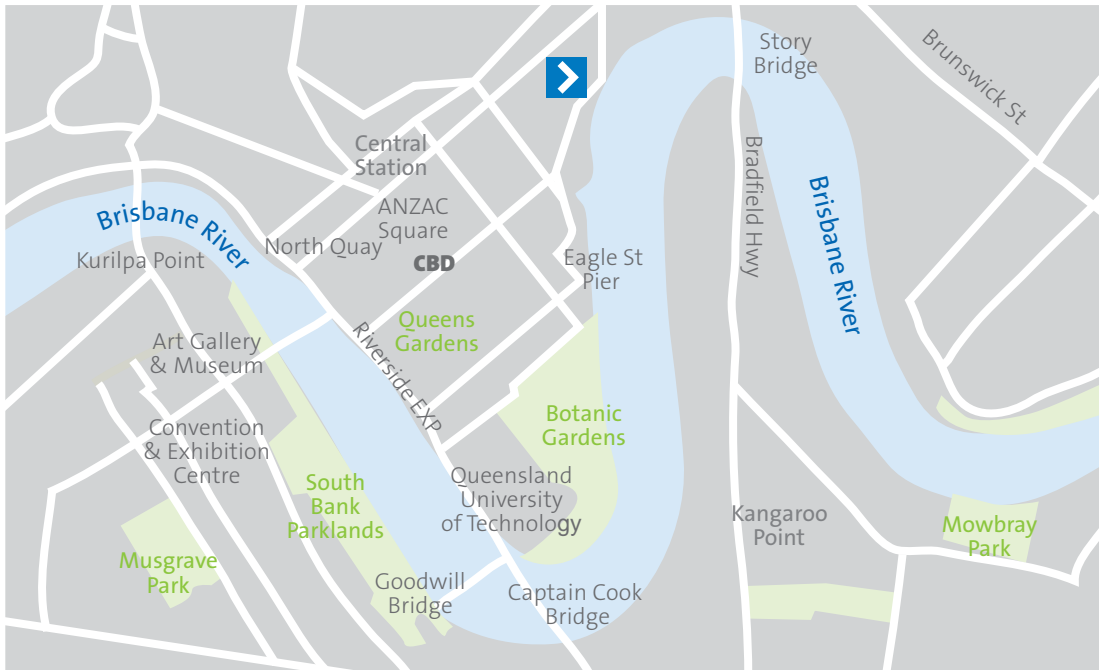 Story
Bridge
Brunswick St
Central
Station
Bradfield Hwy
ANZAC
Square
Brisbane River
Brisbane River
North Quay
CBD
Kurilpa Point
Eagle St
Pier
Queens
Gardens
Art Gallery
& Museum
Riverside EXP
Botanic
Gardens
Convention
& Exhibition
Centre
South
Bank
Parklands
Queensland
University
of Technology
Kangaroo
Point
Mowbray
Park
Musgrave
Park
Goodwill
Bridge
Captain Cook
Bridge